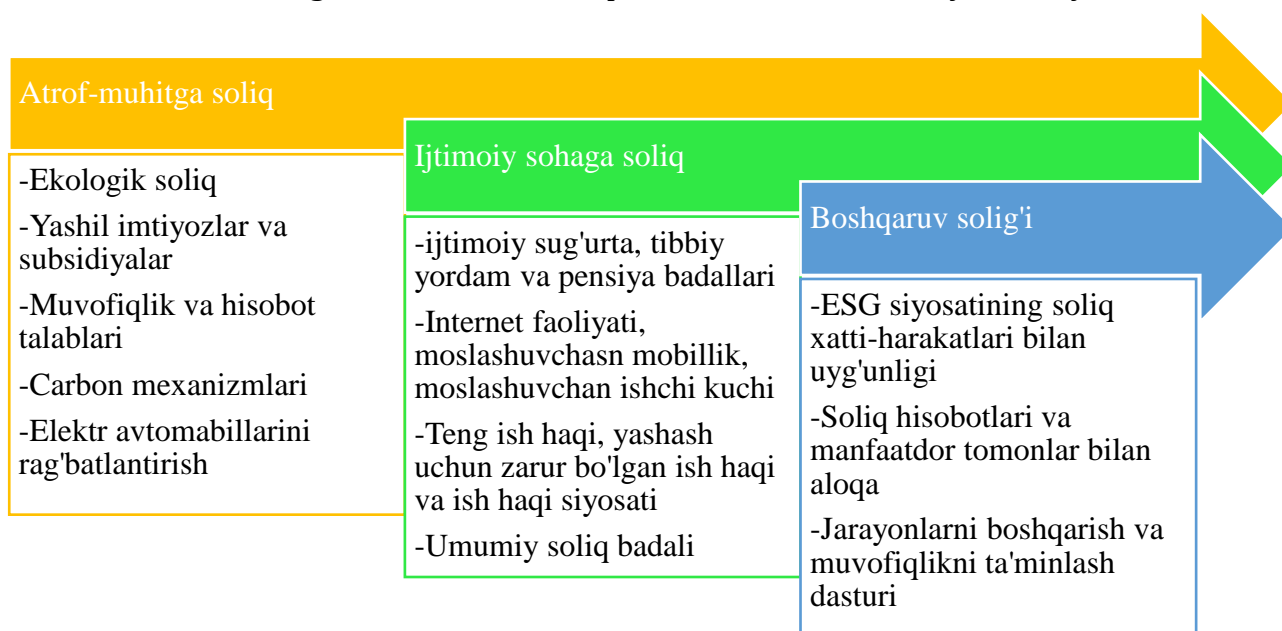 Atrof-muhitga soliq
-Ekologik soliq
-Yashil imtiyozlar va
subsidiyalar
-Muvofiqlik va hisobot
talablari
-Carbon mexanizmlari
-Elektr avtomabillarini
rag'batlantirish
Ijtimoiy sohaga soliq
-ijtimoiy sug'urta, tibbiy
yordam va pensiya badallari
-Internet faoliyati,
moslashuvchasn mobillik,
moslashuvchan ishchi kuchi
-Teng ish haqi, yashash
uchun zarur bo'lgan ish haqi
va ish haqi siyosati
-Umumiy soliq badali
Boshqaruv solig'i
-ESG siyosatining soliq
xatti-harakatlari bilan
uyg'unligi
-Soliq hisobotlari va
manfaatdor tomonlar bilan
aloqa
-Jarayonlarni boshqarish va
muvofiqlikni ta'minlash
dasturi